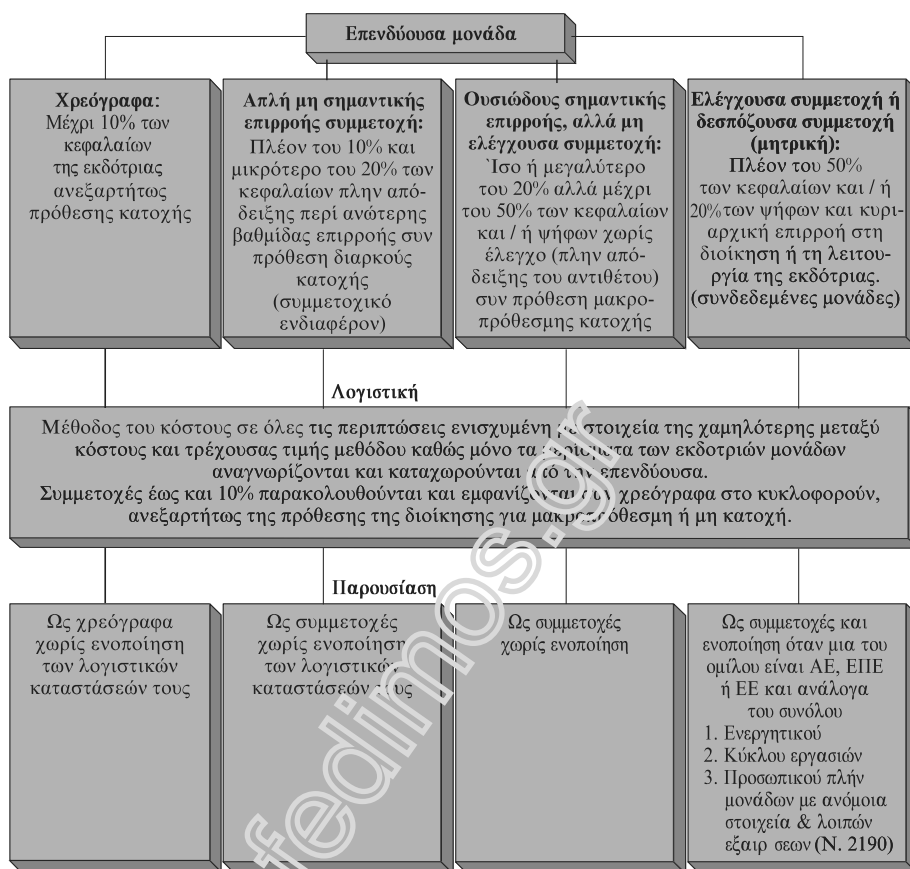 Επενδύουσα μονάδα
Χρεόγραφα:
Μέχρι 10% των
κεφαλαίων
της εκδότριας
ανεξαρτήτως
πρόθεσης κατοχής
Απλή μη σημαντικής
επιρροής συμμετοχή:
Πλέον του 10% και
μικρότερο του 20% των
κεφαλαίων πλην από-
δειξης περί ανώτερης
βαθμίδας επιρροής συν
πρόθεση διαρκούς
κατοχής
(συμμετοχικό
ενδιαφέρον)
Ουσιώδους σημαντικής
επιρροής, αλλά μη
ελέγχουσα συμμετοχή:
Ίσο ή μεγαλύτερο
του 20% αλλά μέχρι
του 50% των κεφαλαίων
και / ή ψήφων χωρίς
έλεγχο (πλην από-
δειξης του αντιθέτου)
συν πρόθεση μακρο-
πρόθεσμης κατοχής
Ελέγχουσα συμμετοχή ή
δεσπόζουσα συμμετοχή
(μητρική):
Πλέον του 50%
των κεφαλαίων και / ή
20% των ψήφων και κυρι-
αρχική επιρροή στη
διοίκηση ή τη λειτου-
ργία της εκδότριας.
(συνδεδεμένες μονάδες)
Λογιστική
Μέθοδος του κόστους σε όλες τις περιπτώσεις ενισχυμένη με στοιχεία της χαμηλότερης μεταξύ
κόστους και τρέχουσας τιμής μεθόδου καθώς μόνο τα μερίσματα των εκδοτριών μονάδων
αναγνωρίζονται και καταχωρούνται από την επενδύουσα.
Συμμετοχές έως και 10% παρακολουθούνται και εμφανίζονται σαν χρεόγραφα στο κυκλοφορούν,
ανεξαρτήτως της πρόθεσης της διοίκησης για μακροπρόθεσμη ή μη κατοχή.
Παρουσίαση
Ως χρεόγραφα
χωρίς ενοποίηση
των λογιστικών
καταστάσεών τους
Ως συμμετοχές
χωρίς ενοποίηση
των λογιστικών
καταστάσεών τους
Ως συμμετοχές
χωρίς ενοποίηση
Ως συμμετοχές και
ενοποίηση όταν μια του
ομίλου είναι ΑΕ, ΕΠΕ
ή ΕΕ και ανάλογα
του συνόλου
1. Ενεργητικού
2. Κύκλου εργασιών
3. Προσωπικού πλήν
μονάδων με ανόμοια
στοιχεία & λοιπών
εξαιρ σεων (Ν. 2190)
fedimos.gr